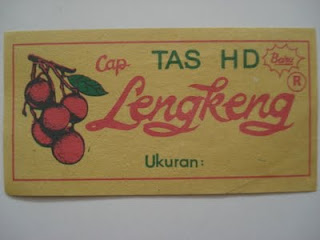 Cap TAS HD Baru
®
Lengkeng
Ukuran: